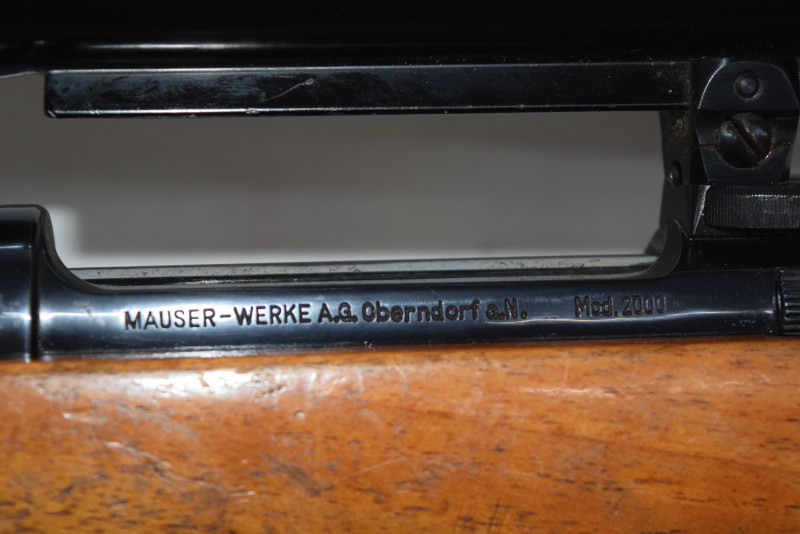 MAUSER-WERKE A.G. Oberndorf a.N. Mod. 2000